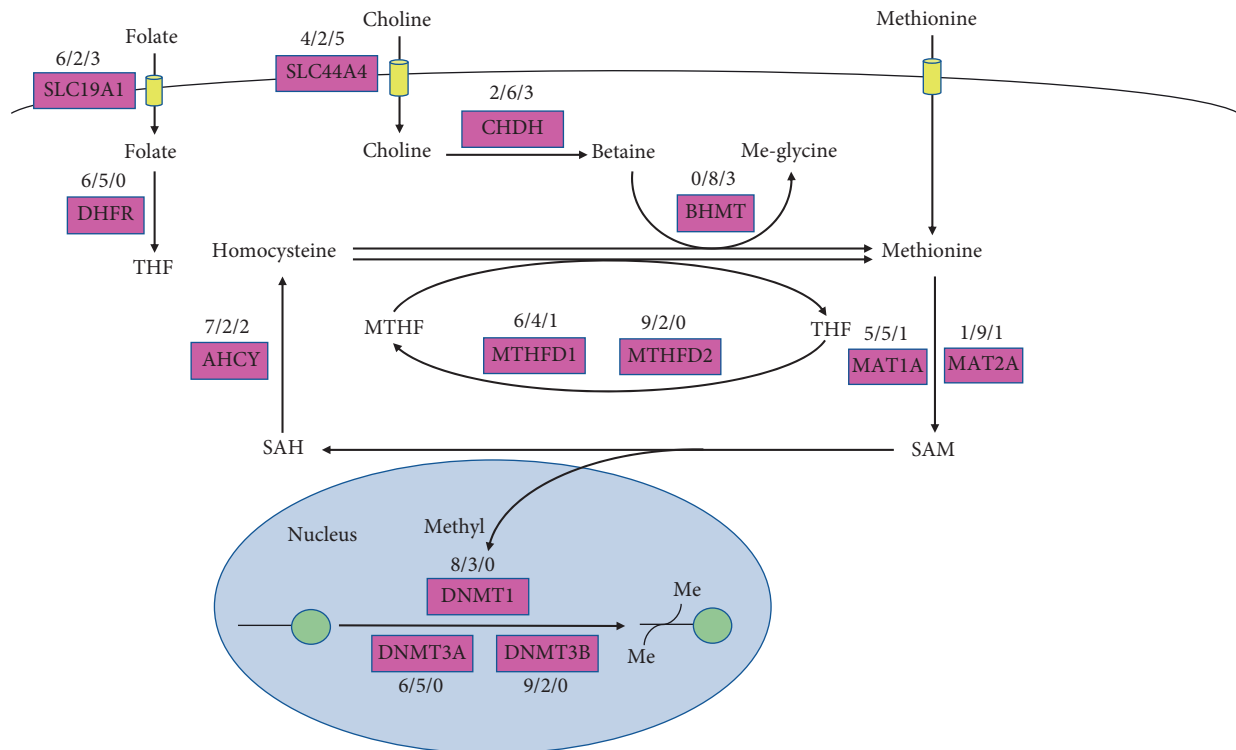 Folate
Choline
Methionine
6/2/3
SLC19A1
4/2/5
SLC44A4
2/6/3
CHDH
Folate
Choline
Betaine
Me-glycine
6/5/0
DHFR
0/8/3
BHMT
THF
Homocysteine
Methionine
7/2/2
AHCY
MTHF
6/4/1
MTHFD1
9/2/0
MTHFD2
THF
5/5/1
MAT1A
1/9/1
MAT2A
SAH
SAM
Nucleus
Methyl
8/3/0
DNMT1
Me
Me
DNMT3A
6/5/0
DNMT3B
9/2/0